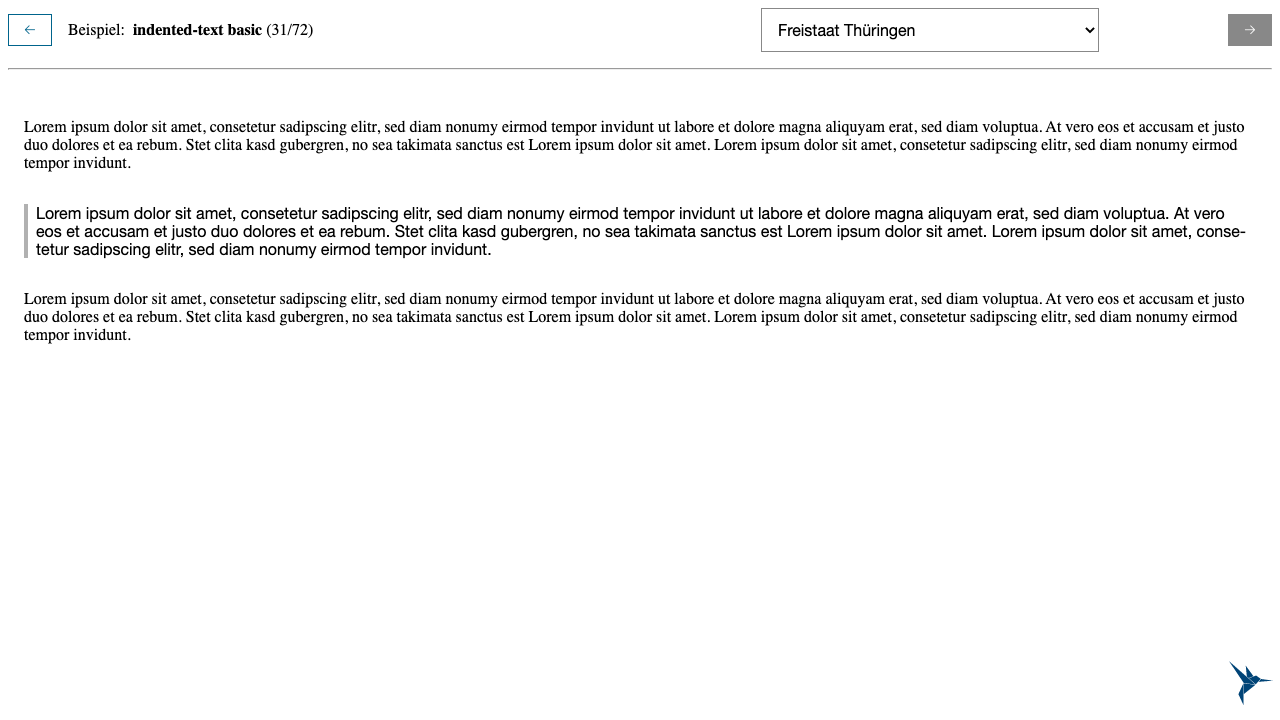 ← Beispiel: indented-text basic (31/72) Freistaat Thüringen →
Lorem ipsum dolor sit amet, consetetur sadipscing elitr, sed diam nonumy eirmod tempor invidunt ut labore et dolore magna aliquyam erat, sed diam voluptua. At vero eos et accusam et justo
duo dolores et ea rebum. Stet clita kasd gubergren, no sea takimata sanctus est Lorem ipsum dolor sit amet. Lorem ipsum dolor sit amet, consetetur sadipscing elitr, sed diam nonumy eirmod
tempor invidunt.
Lorem ipsum dolor sit amet, consetetur sadipscing elitr, sed diam nonumy eirmod tempor invidunt ut labore et dolore magna aliquyam erat, sed diam voluptua. At vero
eos et accusam et justo duo dolores et ea rebum. Stet clita kasd gubergren, no sea takimata sanctus est Lorem ipsum dolor sit amet. Lorem ipsum dolor sit amet, conse-
tetur sadipscing elitr, sed diam nonumy eirmod tempor invidunt.
Lorem ipsum dolor sit amet, consetetur sadipscing elitr, sed diam nonumy eirmod tempor invidunt ut labore et dolore magna aliquyam erat, sed diam voluptua. At vero eos et accusam et justo
duo dolores et ea rebum. Stet clita kasd gubergren, no sea takimata sanctus est Lorem ipsum dolor sit amet. Lorem ipsum dolor sit amet, consetetur sadipscing elitr, sed diam nonumy eirmod
tempor invidunt.